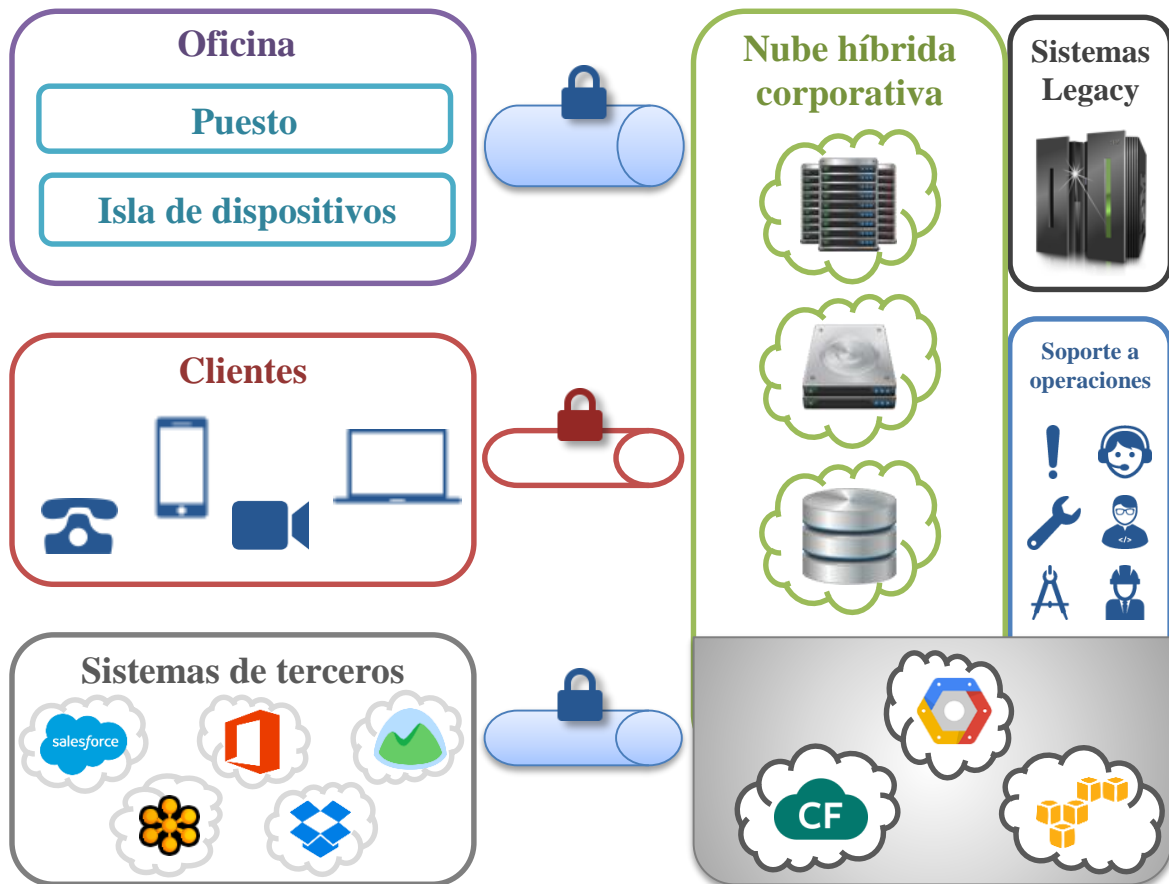 Oficina
Puesto
Isla de dispositivos
Nube híbrida
corporativa
Sistemas
Legacy
Clientes
Soporte a
operaciones
</>
Sistemas de terceros
salesforce
CF